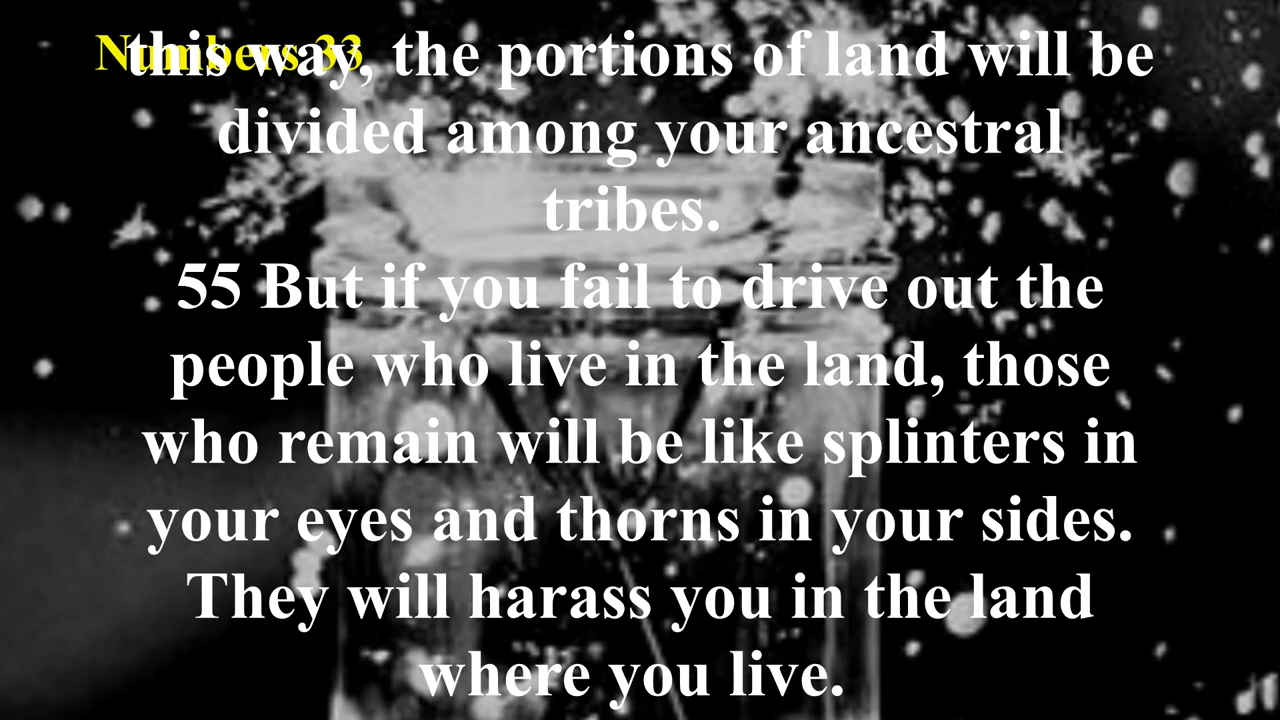 Numbers 33
this way, the portions of land will be
divided among your ancestral
tribes.
55 But if you fail to drive out the
people who live in the land, those
who remain will be like splinters in
your eyes and thorns in your sides.
They will harass you in the land
where you live.